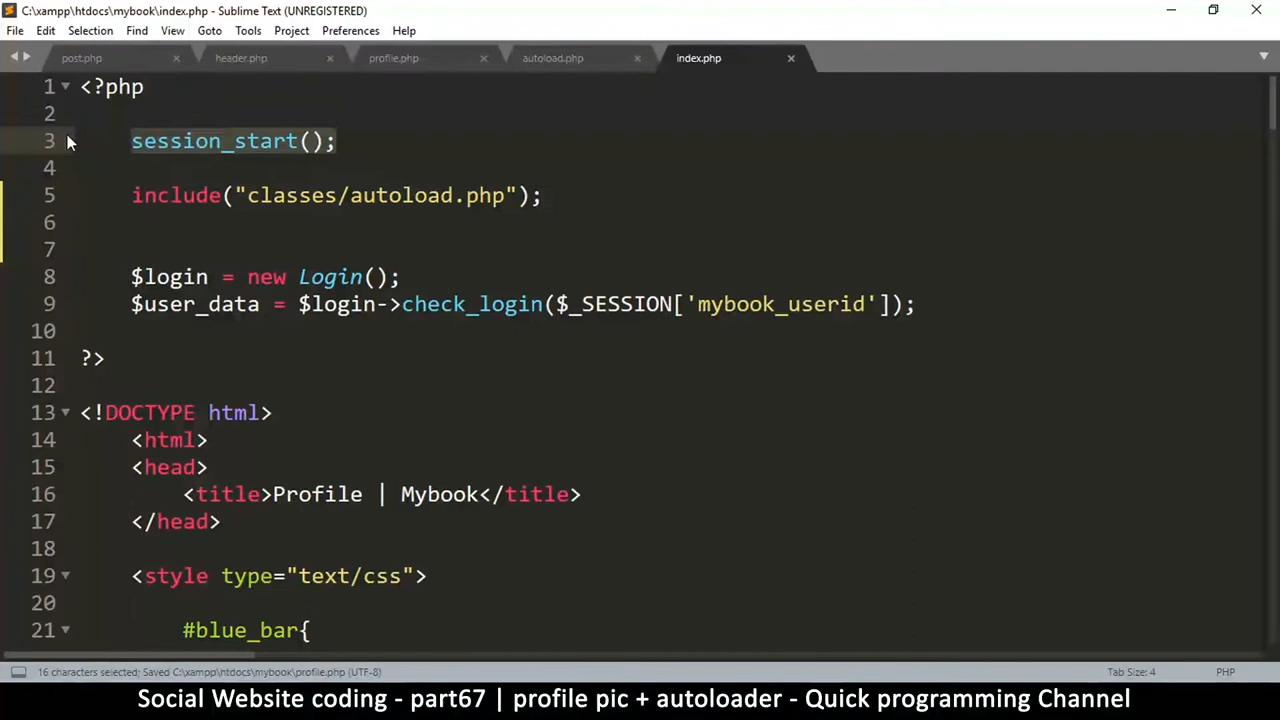 C:\xampp\htdocs\mybook\index.php - Sublime Text (UNREGISTERED)
File Edit Selection Find View Goto Tools Project Preferences Help
post.php header.php profile.php autoload.php index.php
1 <?php
2
3 session_start();
4
5 include("classes/autoload.php");
6
7
8 $login = new Login();
9 $user_data = $login->check_login($_SESSION['mybook_userid']);
10
11 ?>
12
13 <!DOCTYPE html>
14 <html>
15 <head>
16 <title>Profile | Mybook</title>
17 </head>
18
19 <style type="text/css">
20
21 #blue_bar{
16 characters selected; Saved C:\xampp\htdocs\mybook\profile.php (UTF-8) Tab Size: 4 PHP
Social Website coding - part67 | profile pic + autoloader - Quick programming Channel